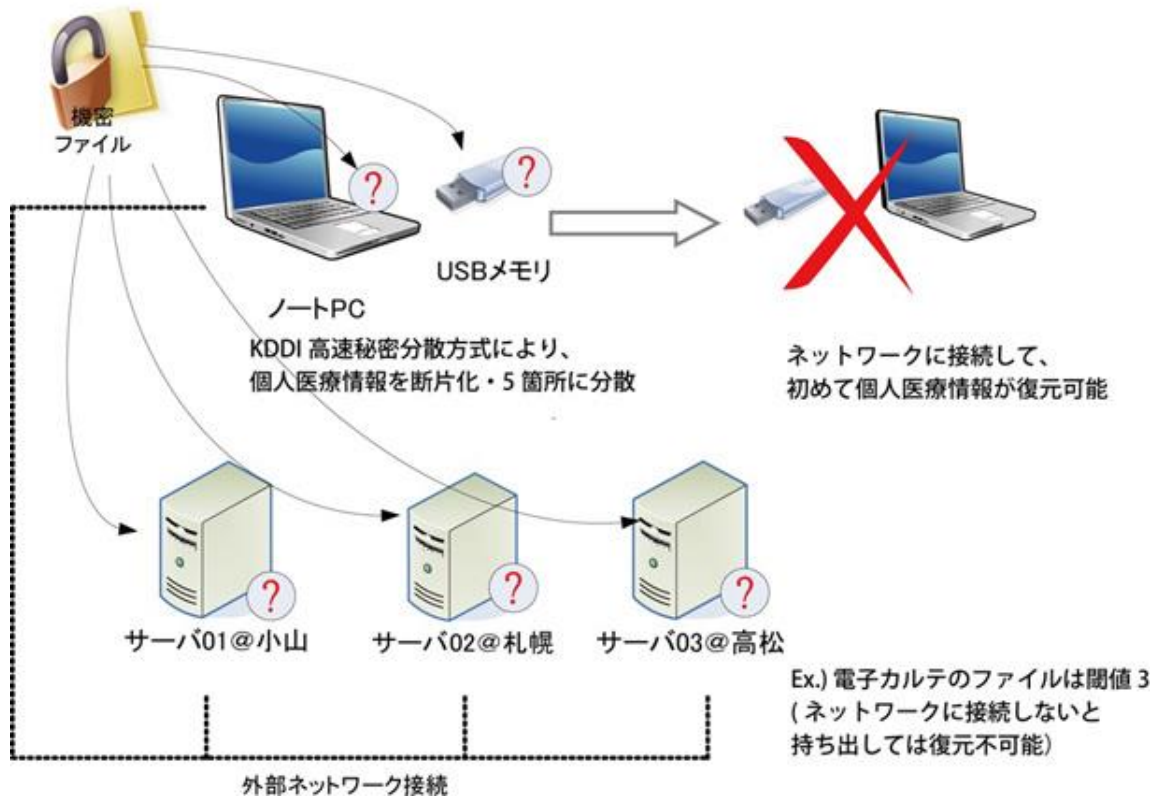 機密
ファイル
?
?
USBメモリ
ノートPC
KDDI 高速秘密分散方式により、
個人医療情報を断片化・5 箇所に分散
ネットワークに接続して、
初めて個人医療情報が復元可能
?
?
?
サーバ01@小山
サーバ02@札幌
サーバ03@高松
Ex.) 電子カルテのファイルは閾値 3
( ネットワークに接続しないと
持ち出しては復元不可能）
外部ネットワーク接続